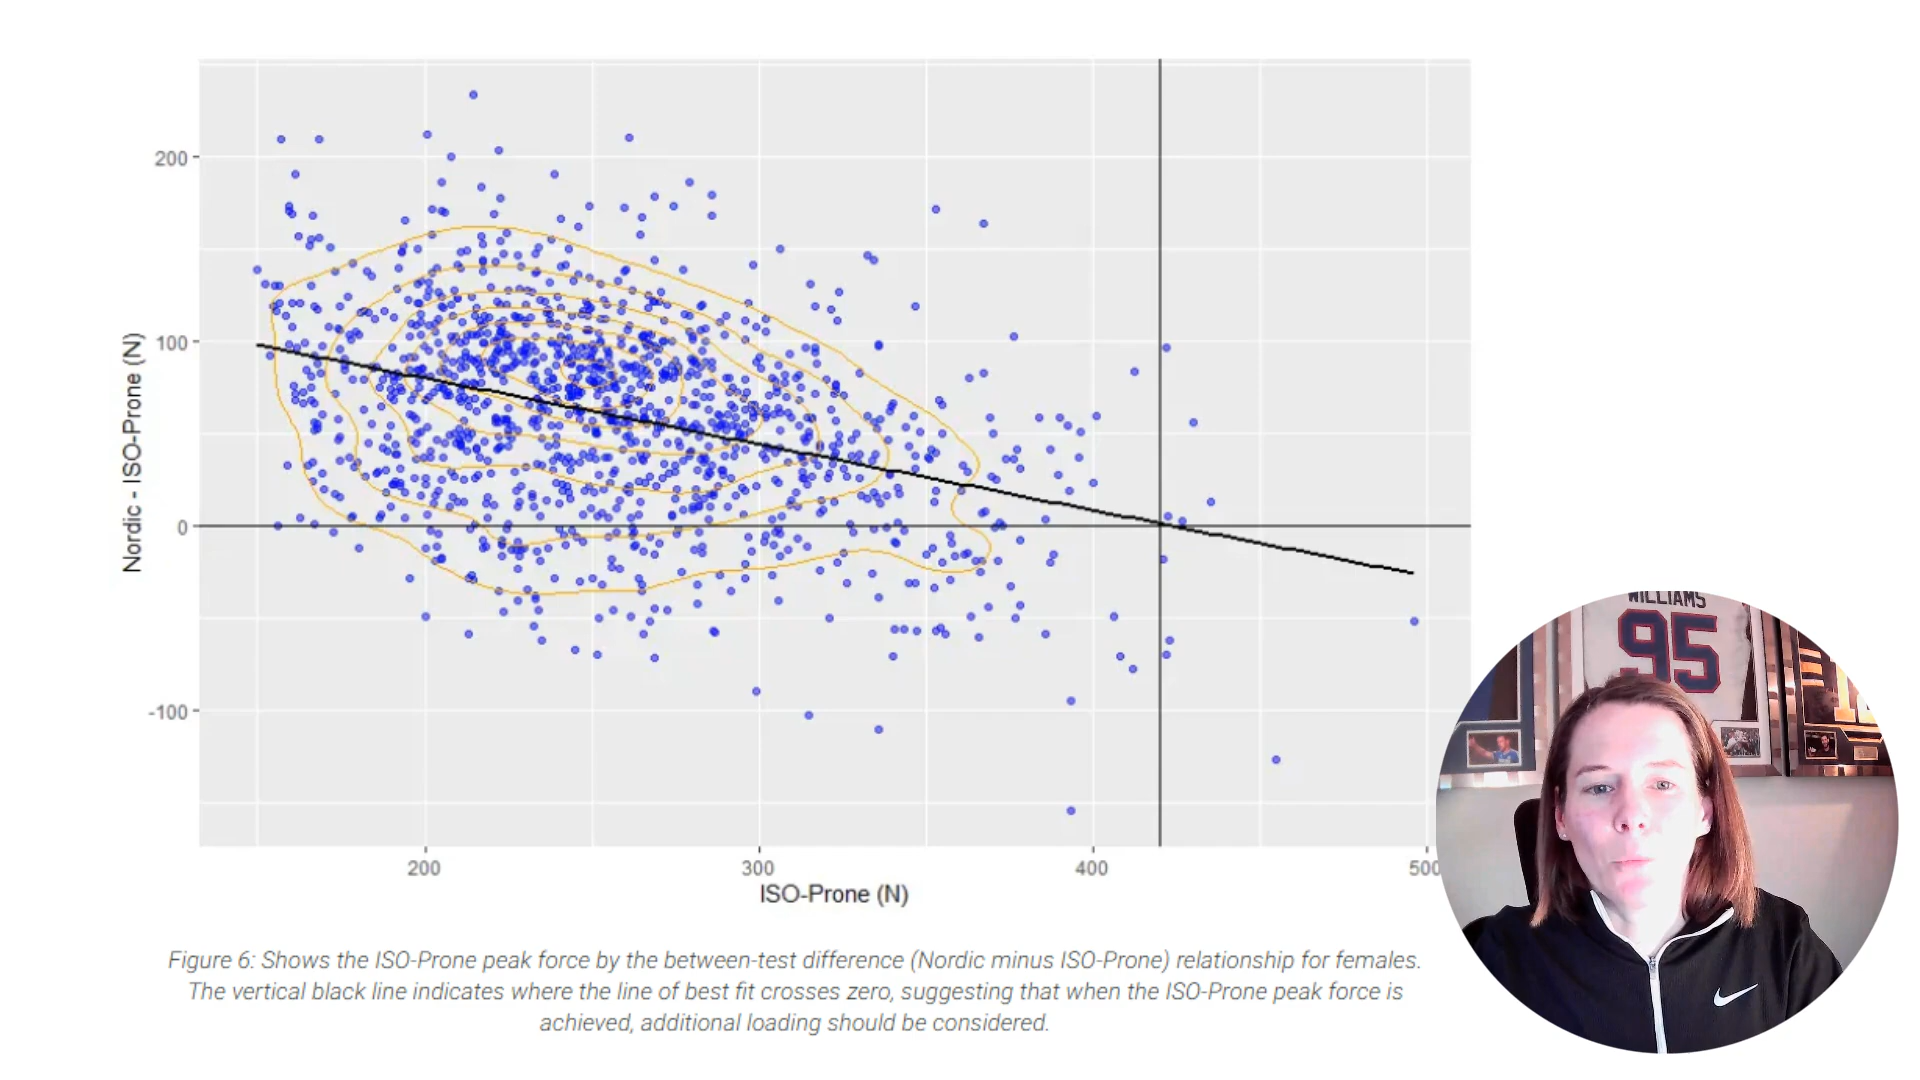 200
100
0
-100
Nordic - ISO-Prone (N)
200
300
400
500
ISO-Prone (N)
Figure 6: Shows the ISO-Prone peak force by the between-test difference (Nordic minus ISO-Prone) relationship for females.
The vertical black line indicates where the line of best fit crosses zero, suggesting that when the ISO-Prone peak force is
achieved, additional loading should be considered.
WILLIAMS
95